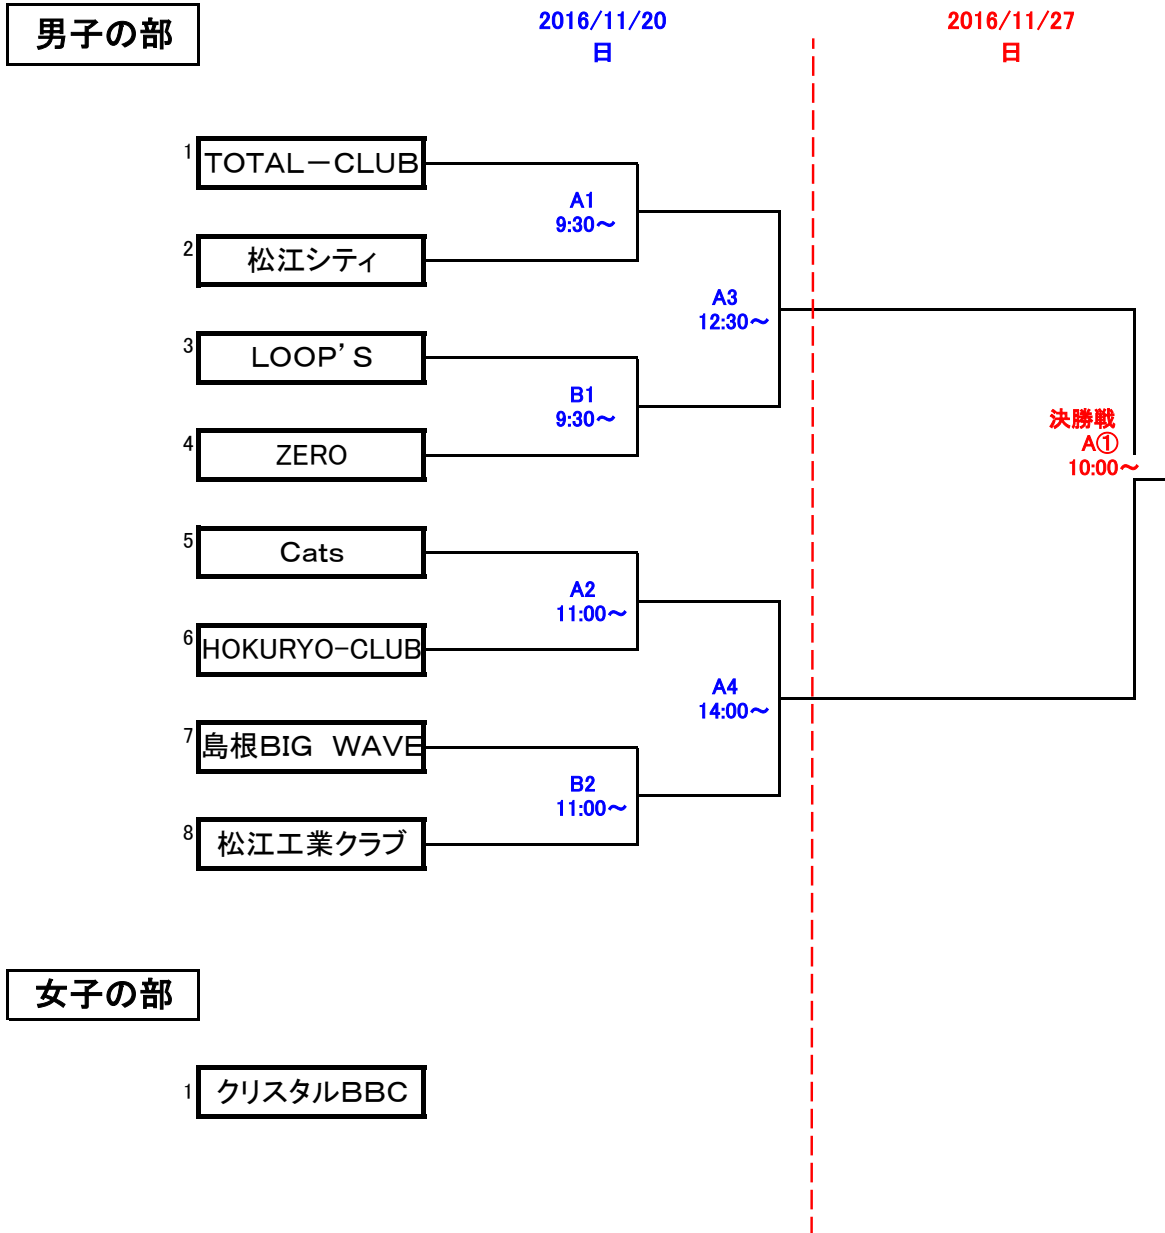 男子の部
2016/11/20
日
2016/11/27
日
1
TOTAL－CLUB
A1
9:30～
2
松江シティ
A3
12:30～
3
LOOP’S
B1
9:30～
4
ZERO
決勝戦
A①
10:00～
5
Cats
A2
11:00～
6
HOKURYO-CLUB
A4
14:00～
7
島根BIG　WAVE
B2
11:00～
8
松江工業クラブ
女子の部
1
クリスタルBBC